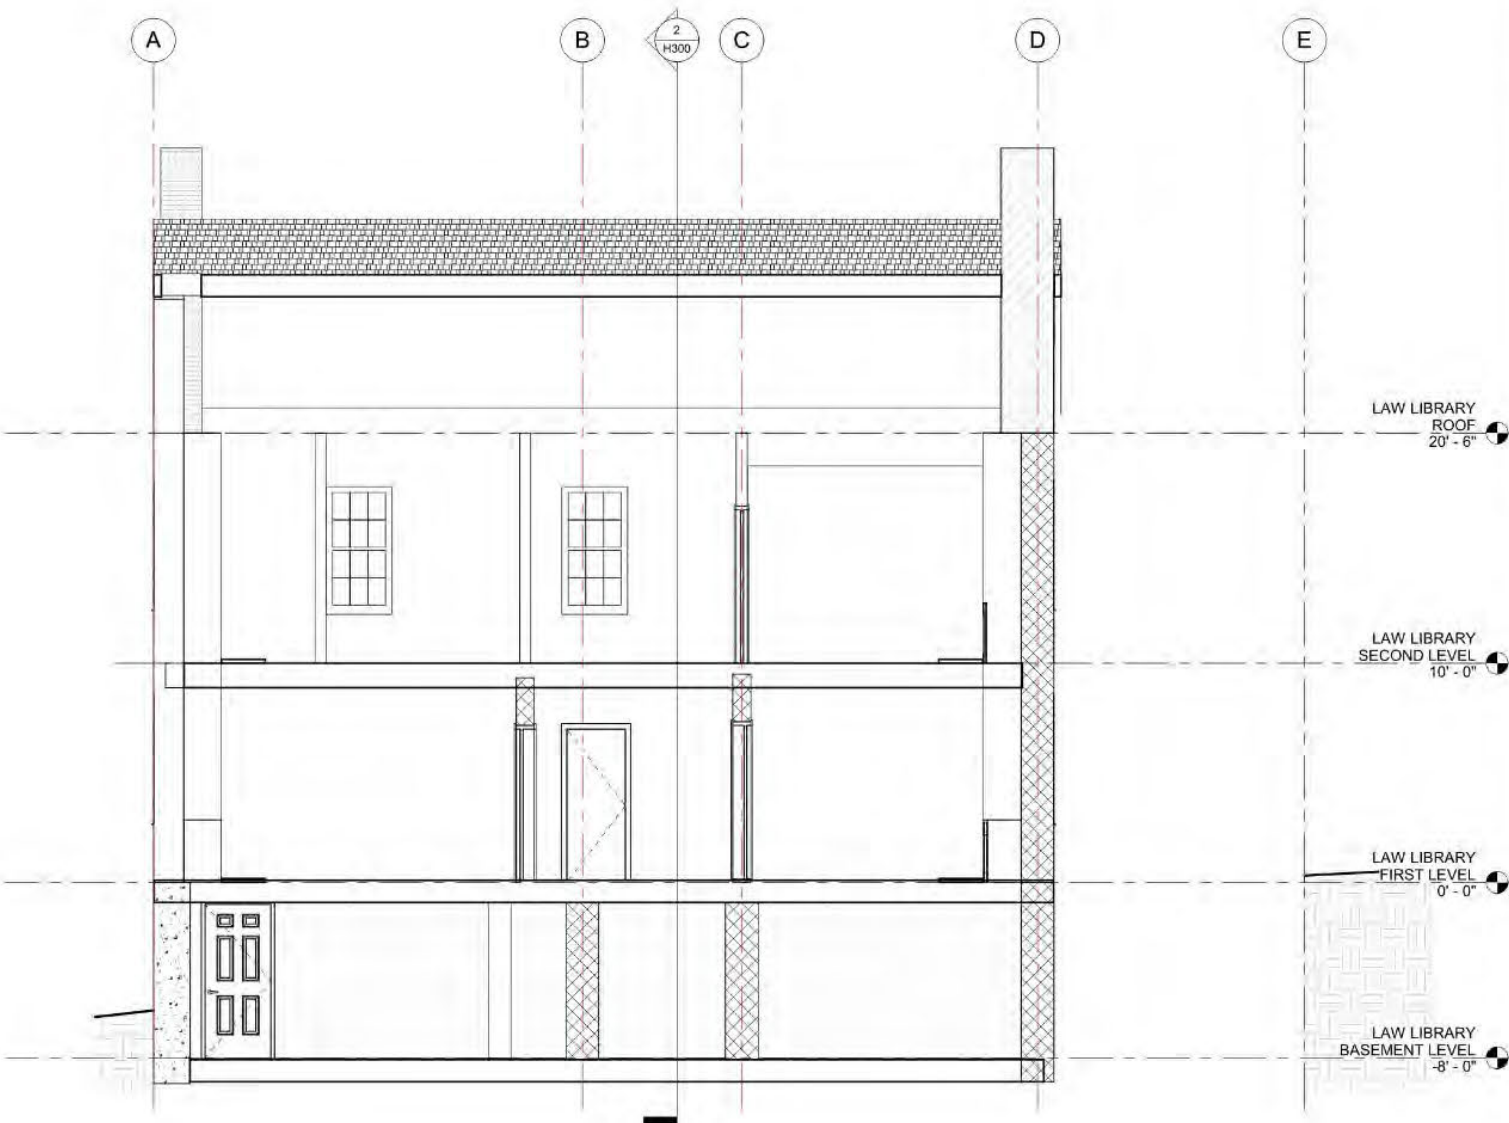 A
B
2
H300
C
D
E
LAW LIBRARY
ROOF
20' - 6"
LAW LIBRARY
SECOND LEVEL
10' - 0"
LAW LIBRARY
FIRST LEVEL
0' - 0"
LAW LIBRARY
BASEMENT LEVEL
-8' - 0"